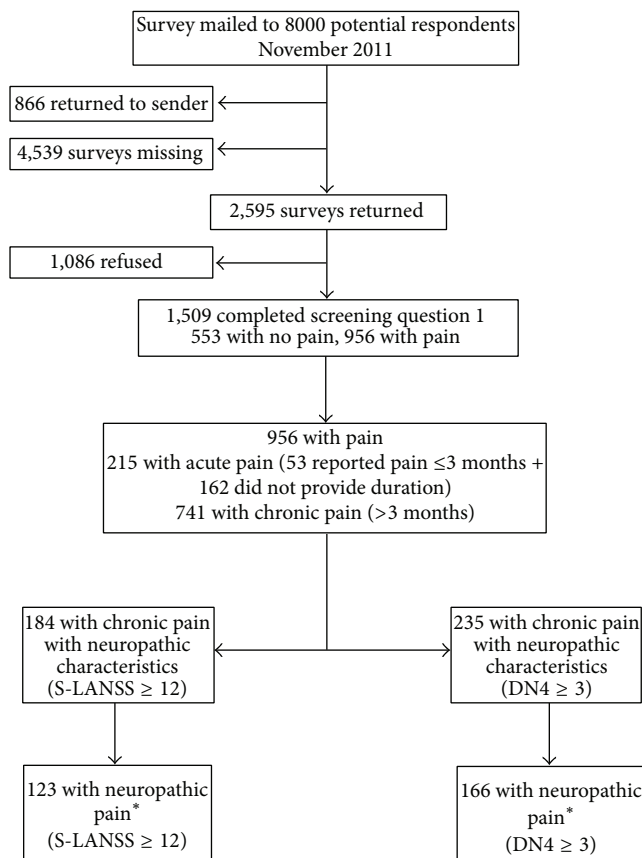 Survey mailed to 8000 potential respondents
November 2011
866 returned to sender
4,539 surveys missing
2,595 surveys returned
1,086 refused
1,509 completed screening question 1
553 with no pain, 956 with pain
956 with pain
215 with acute pain (53 reported pain ≤3 months +
162 did not provide duration)
741 with chronic pain (>3 months)
184 with chronic pain
with neuropathic
characteristics
(S-LANSS ≥ 12)
235 with chronic pain
with neuropathic
characteristics
(DN4 ≥ 3)
123 with neuropathic
pain*
(S-LANSS ≥ 12)
166 with neuropathic
pain*
(DN4 ≥ 3)